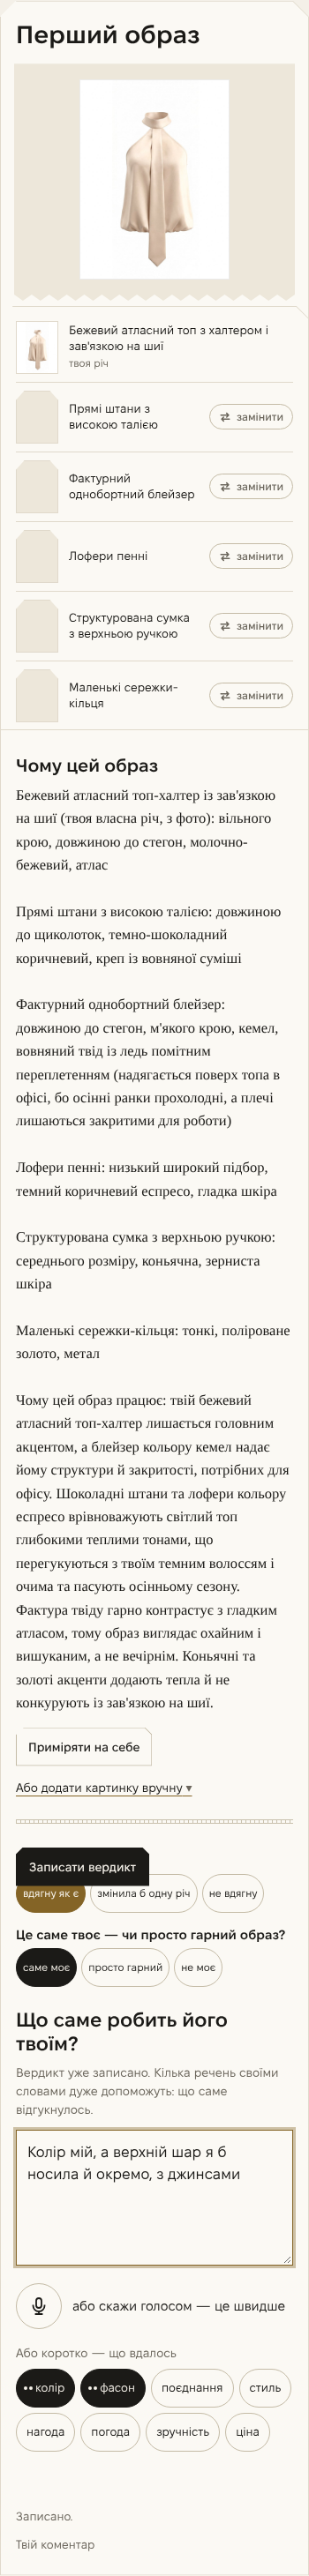 Перший образ
Бежевий атласний топ з халтером і
зав'язкою на шиї
твоя річ
Прямі штани з
високою талією
замінити
Фактурний
однобортний блейзер
замінити
Лофери пенні
замінити
Структурована сумка
з верхньою ручкою
замінити
Маленькі сережки-
кільця
замінити
Чому цей образ
Бежевий атласний топ-халтер із зав'язкою
на шиї (твоя власна річ, з фото): вільного
крою, довжиною до стегон, молочно-
бежевий, атлас
Прямі штани з високою талією: довжиною
до щиколоток, темно-шоколадний
коричневий, креп із вовняної суміші
Фактурний однобортний блейзер:
довжиною до стегон, м'якого крою, кемел,
вовняний твід із ледь помітним
переплетенням (надягається поверх топа в
офісі, бо осінні ранки прохолодні, а плечі
лишаються закритими для роботи)
Лофери пенні: низький широкий підбор,
темний коричневий еспресо, гладка шкіра
Структурована сумка з верхньою ручкою:
середнього розміру, коньячна, зерниста
шкіра
Маленькі сережки-кільця: тонкі, поліроване
золото, метал
Чому цей образ працює: твій бежевий
атласний топ-халтер лишається головним
акцентом, а блейзер кольору кемел надає
йому структури й закритості, потрібних для
офісу. Шоколадні штани та лофери кольору
еспресо врівноважують світлий топ
глибокими теплими тонами, що
перегукуються з твоїм темним волоссям і
очима та пасують осінньому сезону.
Фактура твіду гарно контрастує з гладким
атласом, тому образ виглядає охайним і
вишуканим, а не вечірнім. Коньячні та
золоті акценти додають тепла й не
конкурують із зав'язкою на шиї.
Приміряти на себе
Або додати картинку вручну ▾
Записати вердикт
вдягну як є
змінила б одну річ
не вдягну
Це саме твоє — чи просто гарний образ?
саме моє
просто гарний
не моє
Що саме робить його
твоїм?
Вердикт уже записано. Кілька речень своїми
словами дуже допоможуть: що саме
відгукнулось.
Колір мій, а верхній шар я б
носила й окремо, з джинсами
або скажи голосом — це швидше
Або коротко — що вдалось
колір
фасон
поєднання
стиль
нагода
погода
зручність
ціна
Записано.
Твій коментар